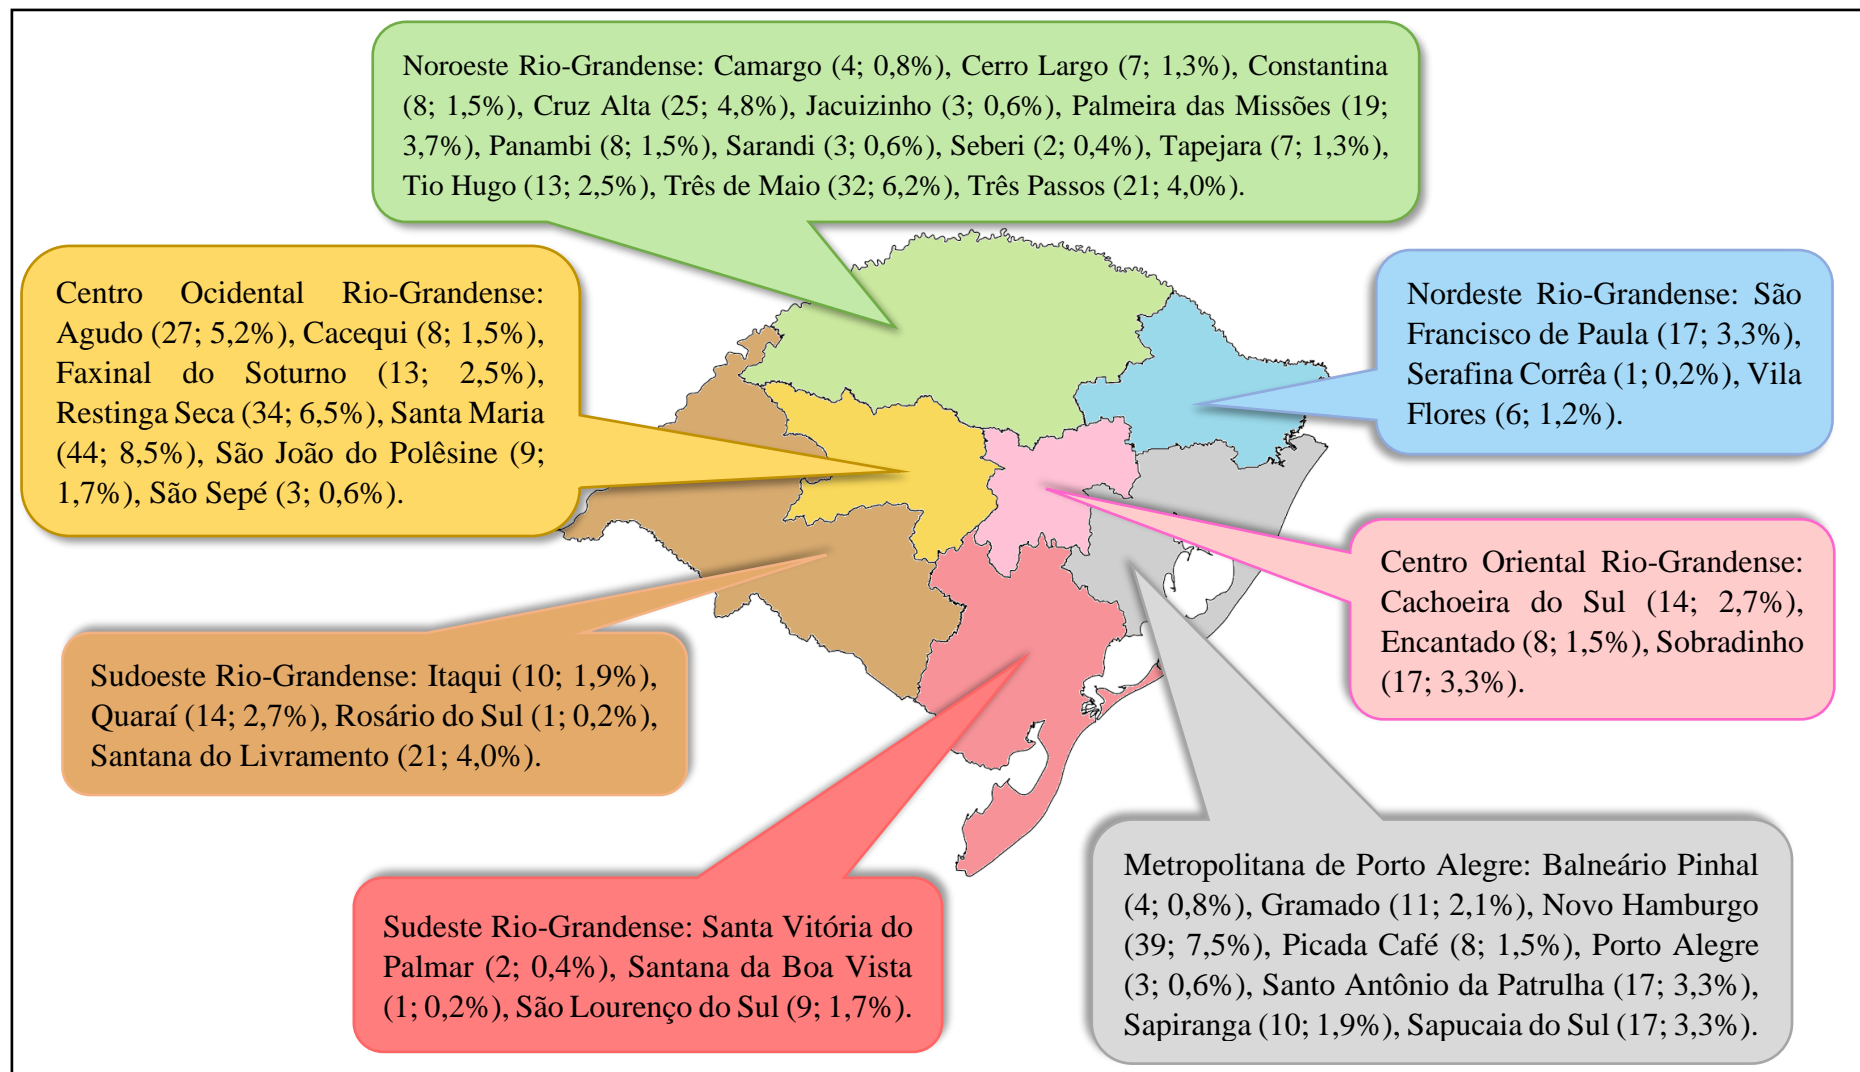 Noroeste Rio-Grandense: Camargo (4; 0,8%), Cerro Largo (7; 1,3%), Constantina
(8; 1,5%), Cruz Alta (25; 4,8%), Jacuizinho (3; 0,6%), Palmeira das Missões (19;
3,7%), Panambi (8; 1,5%), Sarandi (3; 0,6%), Seberi (2; 0,4%), Tapejara (7; 1,3%),
Tio Hugo (13; 2,5%), Três de Maio (32; 6,2%), Três Passos (21; 4,0%).
Centro Ocidental Rio-Grandense:
Agudo (27; 5,2%), Cacequi (8; 1,5%),
Faxinal do Soturno (13; 2,5%),
Restinga Seca (34; 6,5%), Santa Maria
(44; 8,5%), São João do Polêsine (9;
1,7%), São Sepé (3; 0,6%).
Nordeste Rio-Grandense: São
Francisco de Paula (17; 3,3%),
Serafina Corrêa (1; 0,2%), Vila
Flores (6; 1,2%).
Centro Oriental Rio-Grandense:
Cachoeira do Sul (14; 2,7%),
Encantado (8; 1,5%), Sobradinho
(17; 3,3%).
Sudoeste Rio-Grandense: Itaqui (10; 1,9%),
Quaraí (14; 2,7%), Rosário do Sul (1; 0,2%),
Santana do Livramento (21; 4,0%).
Sudeste Rio-Grandense: Santa Vitória do
Palmar (2; 0,4%), Santana da Boa Vista
(1; 0,2%), São Lourenço do Sul (9; 1,7%).
Metropolitana de Porto Alegre: Balneário Pinhal
(4; 0,8%), Gramado (11; 2,1%), Novo Hamburgo
(39; 7,5%), Picada Café (8; 1,5%), Porto Alegre
(3; 0,6%), Santo Antônio da Patrulha (17; 3,3%),
Sapiranga (10; 1,9%), Sapucaia do Sul (17; 3,3%).